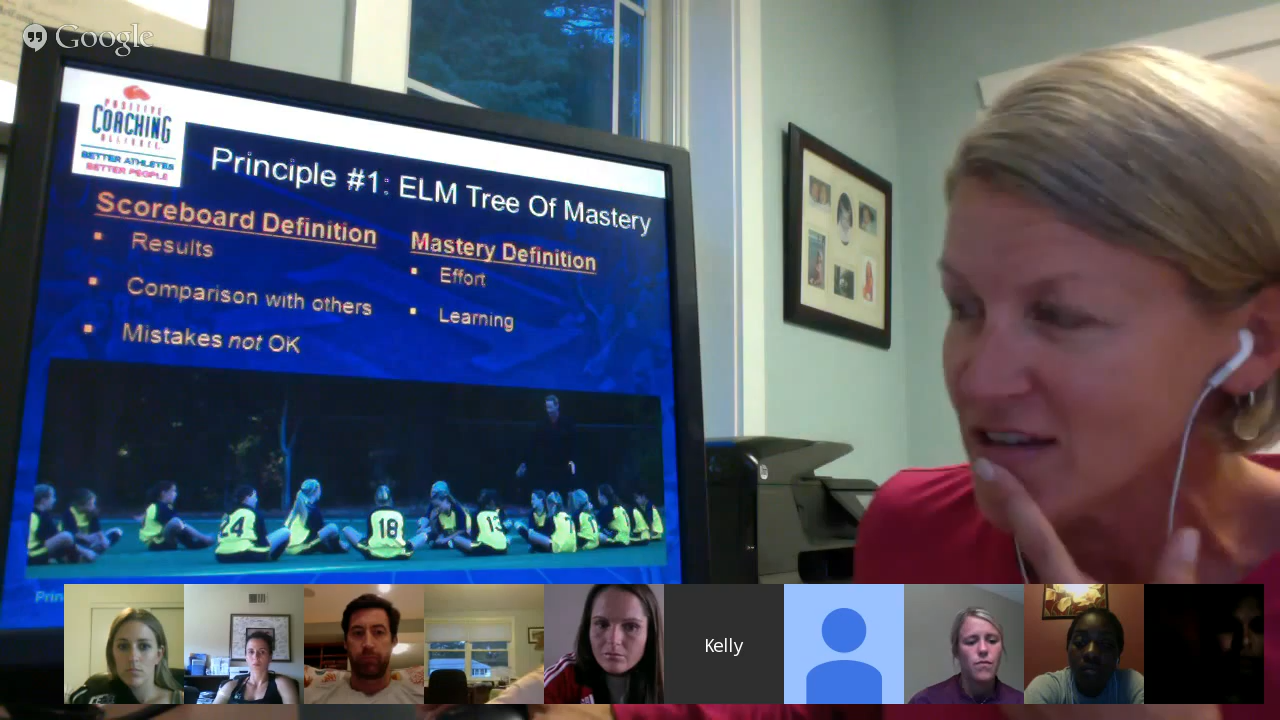 Google
POSITIVE
COACHING
ALLIANCE
BETTER ATHLETES
BETTER PEOPLE
Principle #1: ELM Tree Of Mastery
Scoreboard Definition
Results
Comparison with others
Mistakes not OK
Mastery Definition
Effort
Learning
24
18
13
Kelly